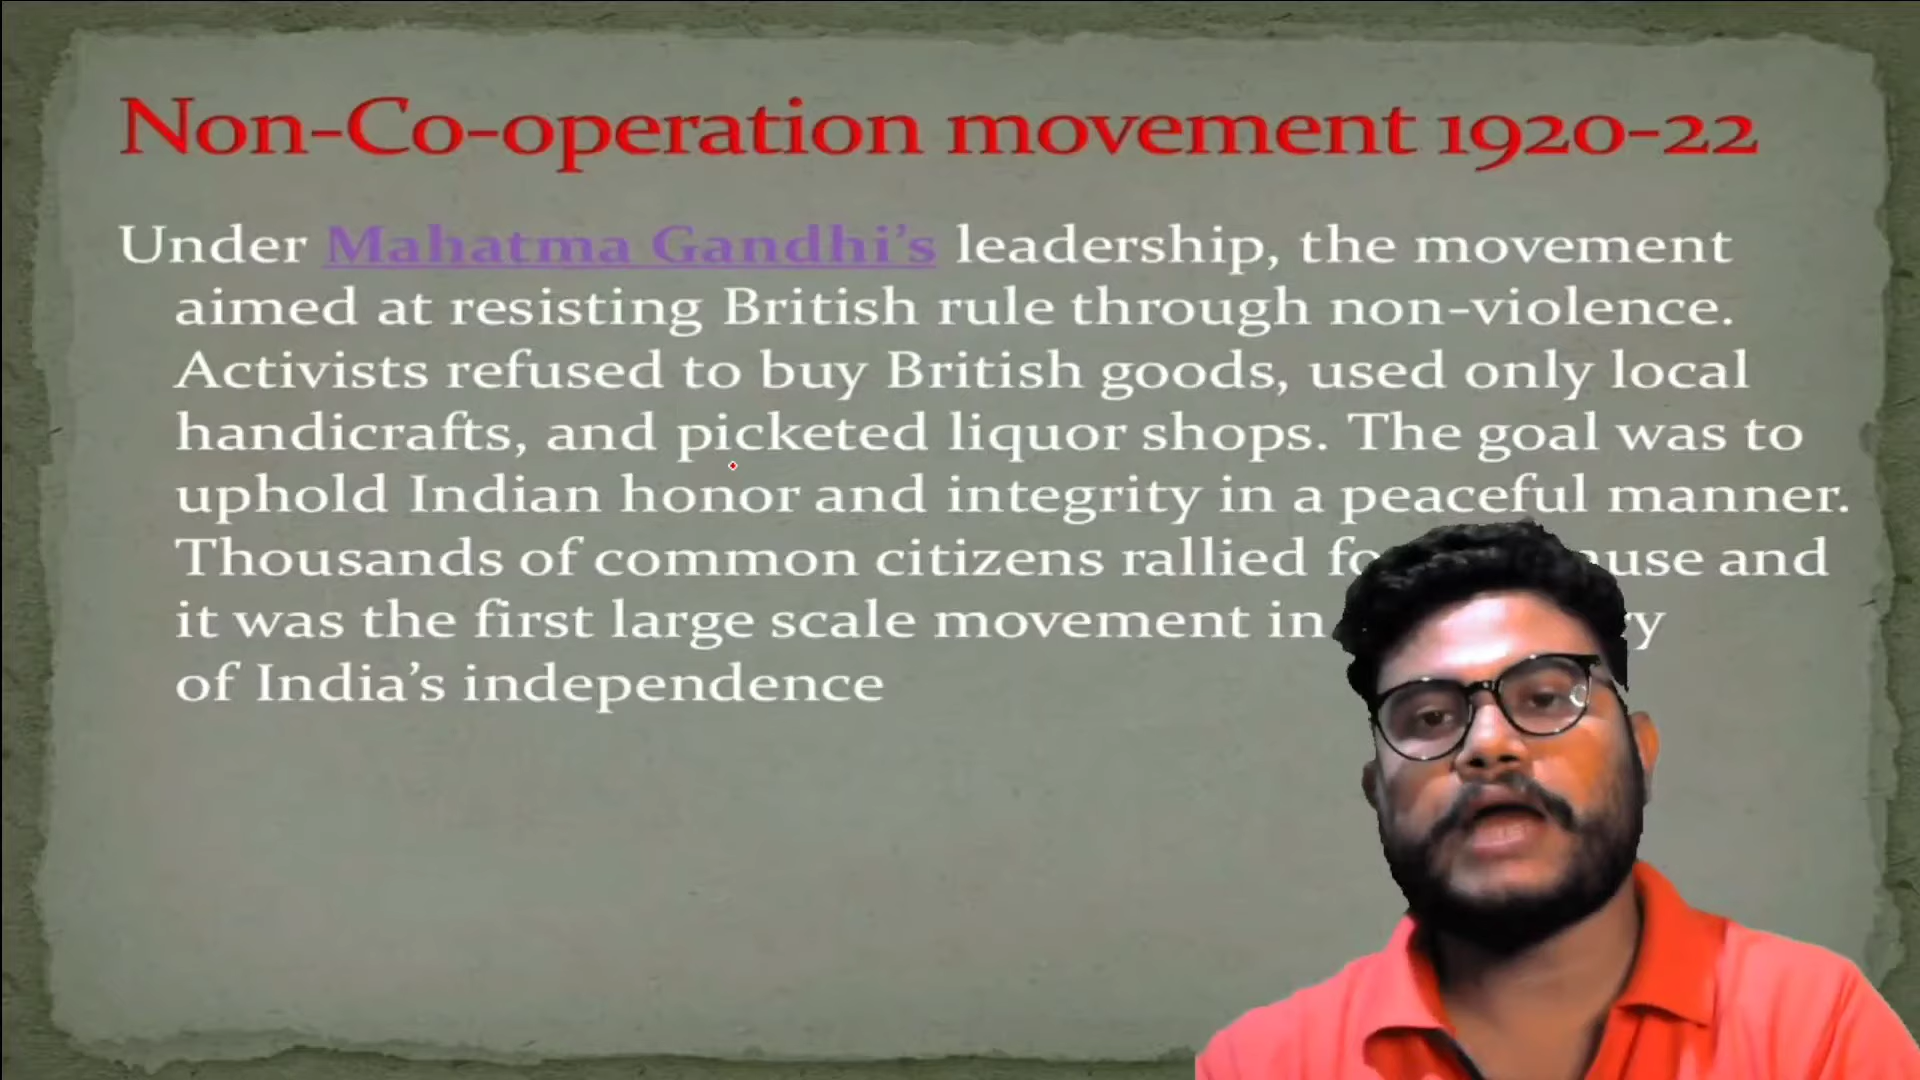 Non-Co-operation movement 1920-22
Under Mahatma Gandhi's leadership, the movement
aimed at resisting British rule through non-violence.
Activists refused to buy British goods, used only local
handicrafts, and picketed liquor shops. The goal was to
uphold Indian honor and integrity in a peaceful manner.
Thousands of common citizens rallied and
it was the first large scale movement in
of India's independence